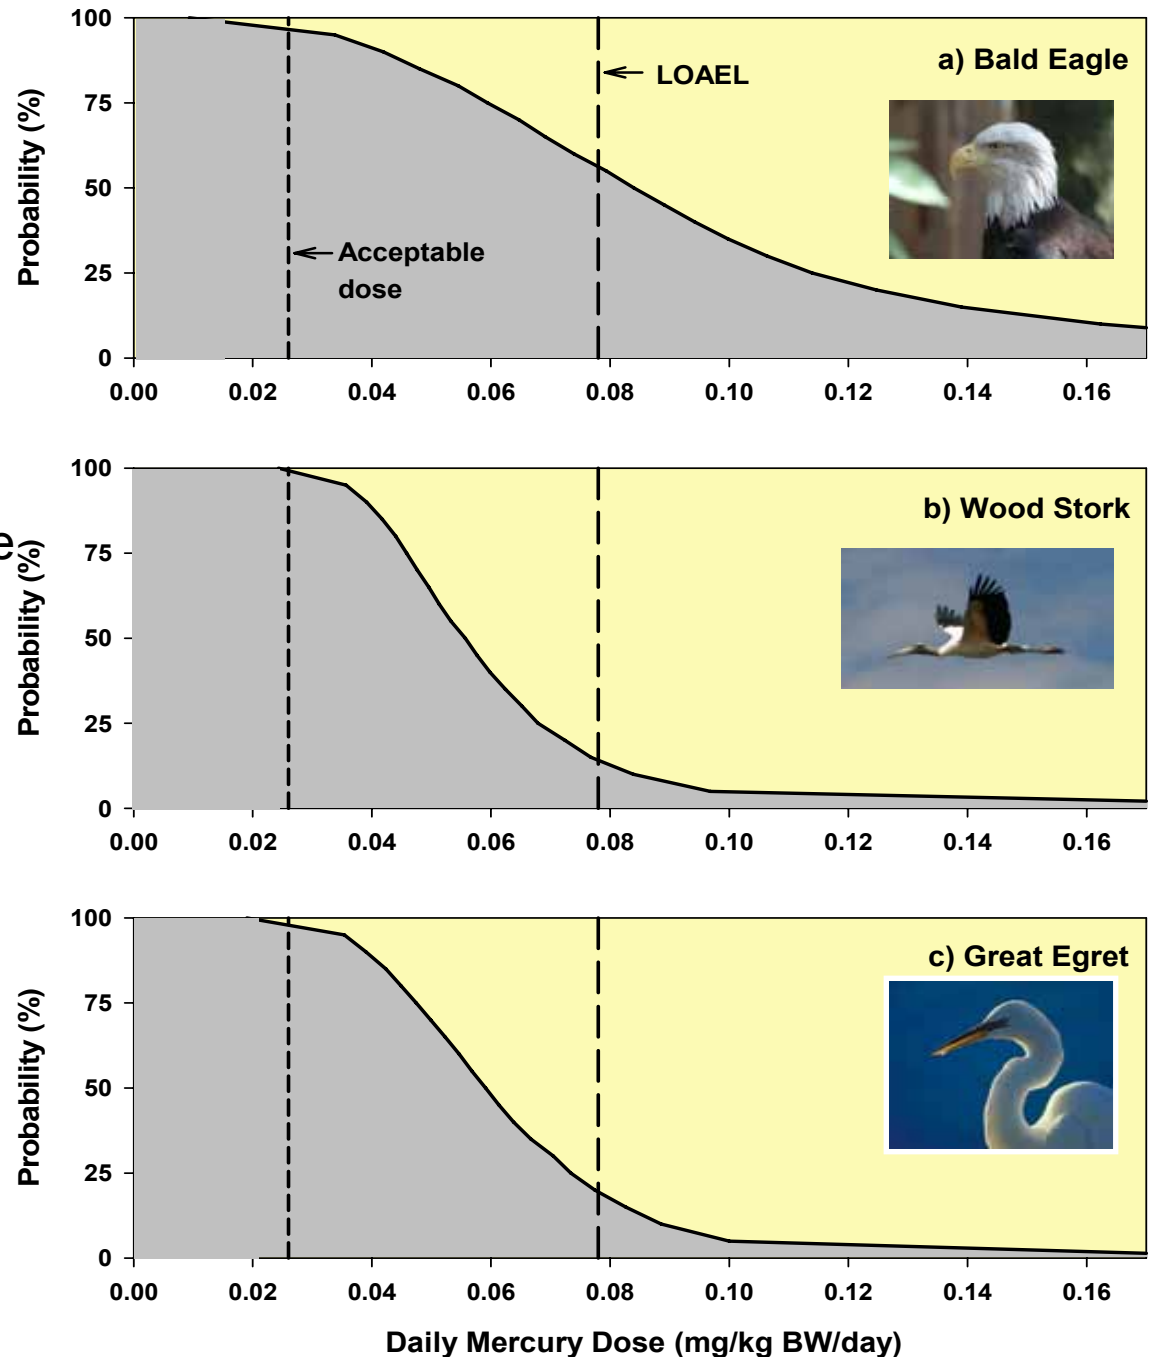 100
75
50
25
0
Probability (%)
a) Bald Eagle
LOAEL
Acceptable
dose
0.00 0.02 0.04 0.06 0.08 0.10 0.12 0.14 0.16
100
75
50
25
0
Probability (%)
b) Wood Stork
0.00 0.02 0.04 0.06 0.08 0.10 0.12 0.14 0.16
100
75
50
25
0
Probability (%)
c) Great Egret
0.00 0.02 0.04 0.06 0.08 0.10 0.12 0.14 0.16
Daily Mercury Dose (mg/kg BW/day)